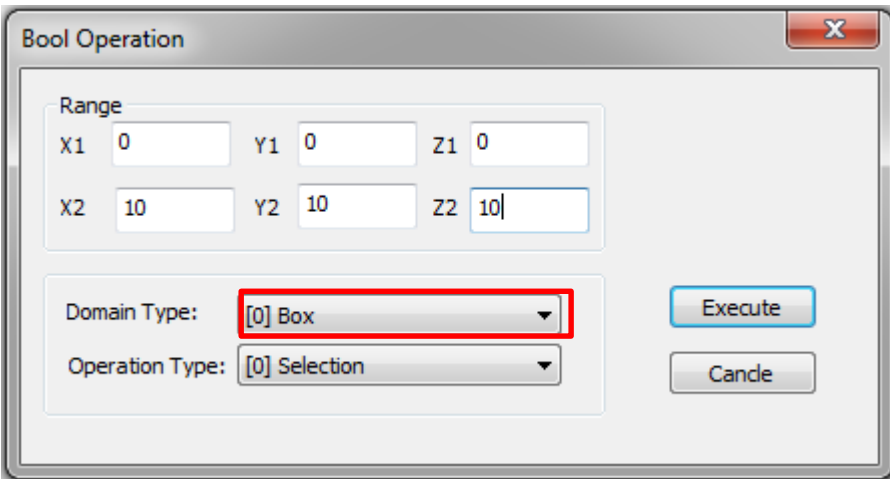 Bool Operation
Range
X1 0 Y1 0 Z1 0
X2 10 Y2 10 Z2 10
Domain Type: [0] Box
Execute
Operation Type: [0] Selection
Cancle